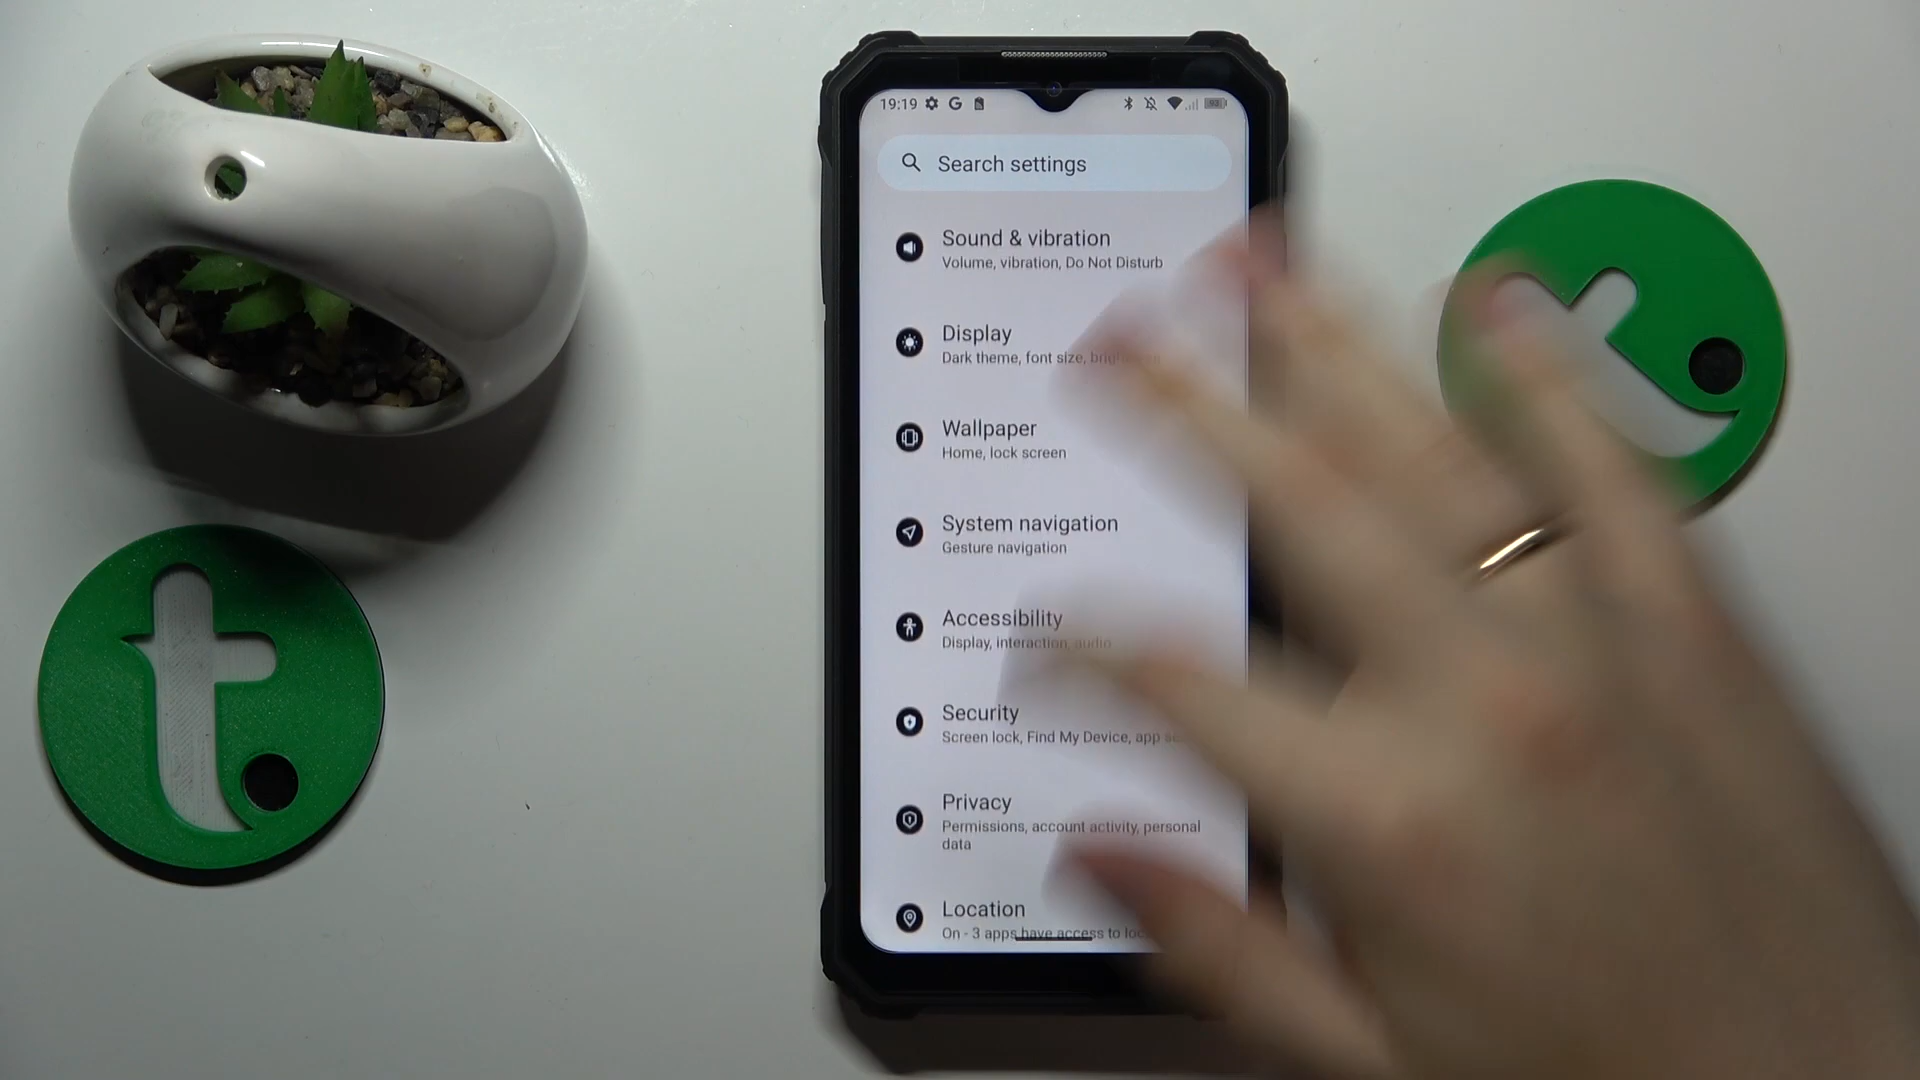 19:19
Search settings
Sound & vibration
Volume, vibration, Do Not Disturb
Display
Dark theme, font size,
Wallpaper
Home, lock screen
System navigation
Gesture navigation
Accessibility
Display, interaction, audio
Security
Screen lock, Find My Device, app
Privacy
Permissions, account activity, personal
data
Location
On - 3 apps have access to